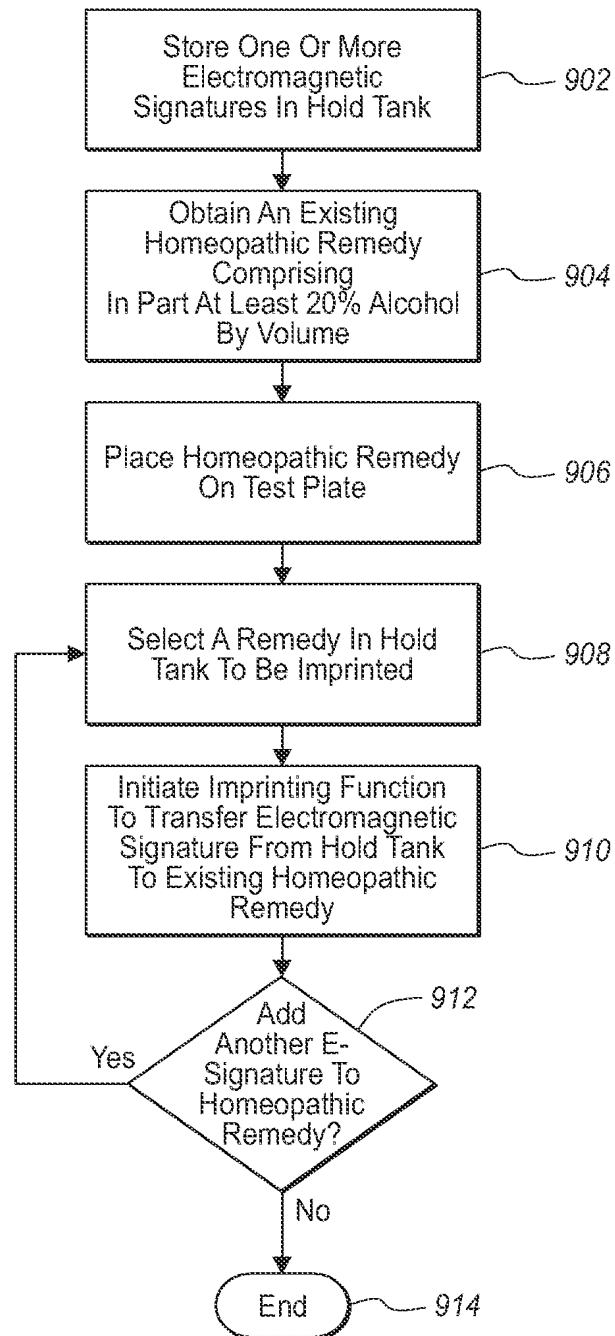 Store One Or More
Electromagnetic
Signatures In Hold Tank
902
Obtain An Existing
Homeopathic Remedy
Comprising
In Part At Least 20% Alcohol
By Volume
904
Place Homeopathic Remedy
On Test Plate
906
Select A Remedy In Hold
Tank To Be Imprinted
908
Initiate Imprinting Function
To Transfer Electromagnetic
Signature From Hold Tank
To Existing Homeopathic
Remedy
910
912
Add
Another E-
Signature To
Homeopathic
Remedy?
Yes
No
End
914